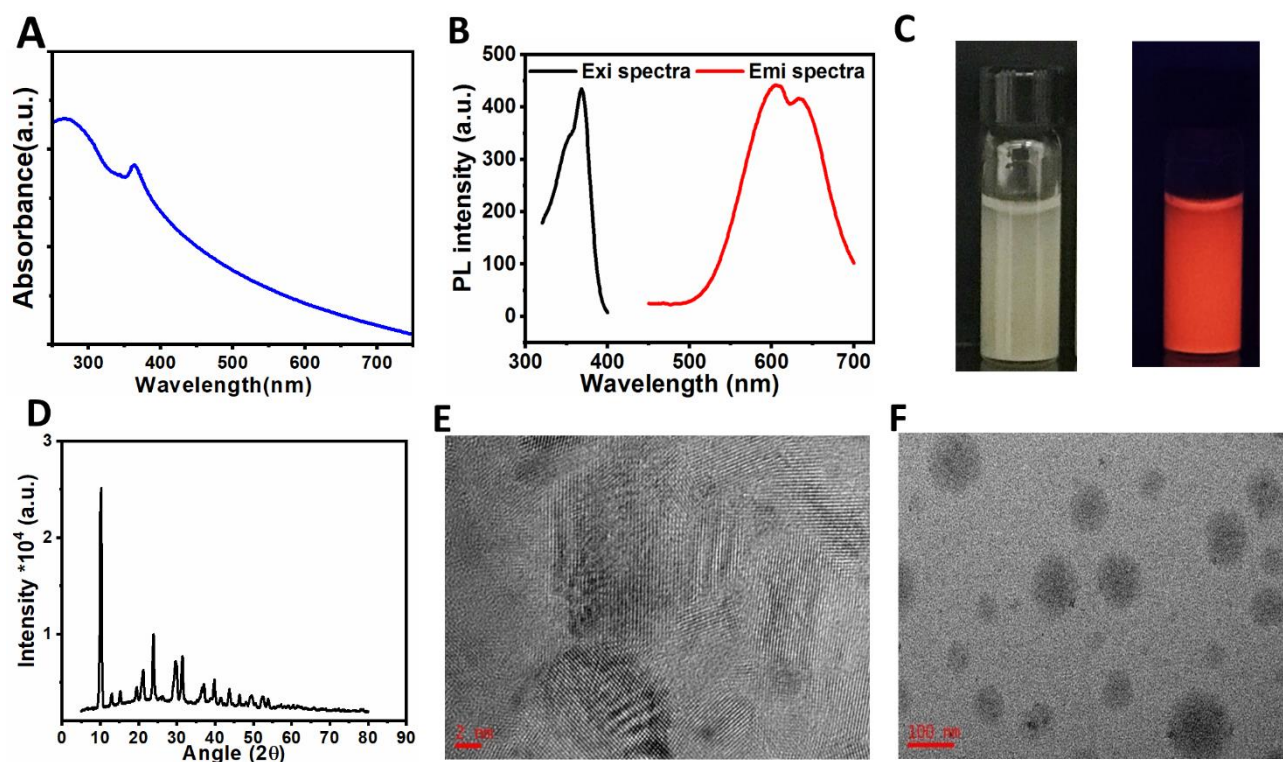 A
Absorbance(a.u.)
300 400 500 600 700
Wavelength(nm)
B
500
400
300
200
100
0
PL intensity (a.u.)
Exi spectra Emi spectra
300 400 500 600 700
Wavelength (nm)
C
D
3
2
1
Intensity *10⁴ (a.u.)
0 10 20 30 40 50 60 70 80 90
Angle (2θ)
E
2 nm
F
100 nm